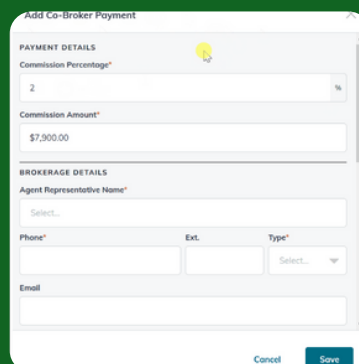 Add Co-Broker Payment
PAYMENT DETAILS
Commission Percentage*
2 %
Commission Amount*
$7,900.00
BROKERAGE DETAILS
Agent Representative Name*
Select...
Phone* Ext. Type*
Select...
Email
Cancel Save